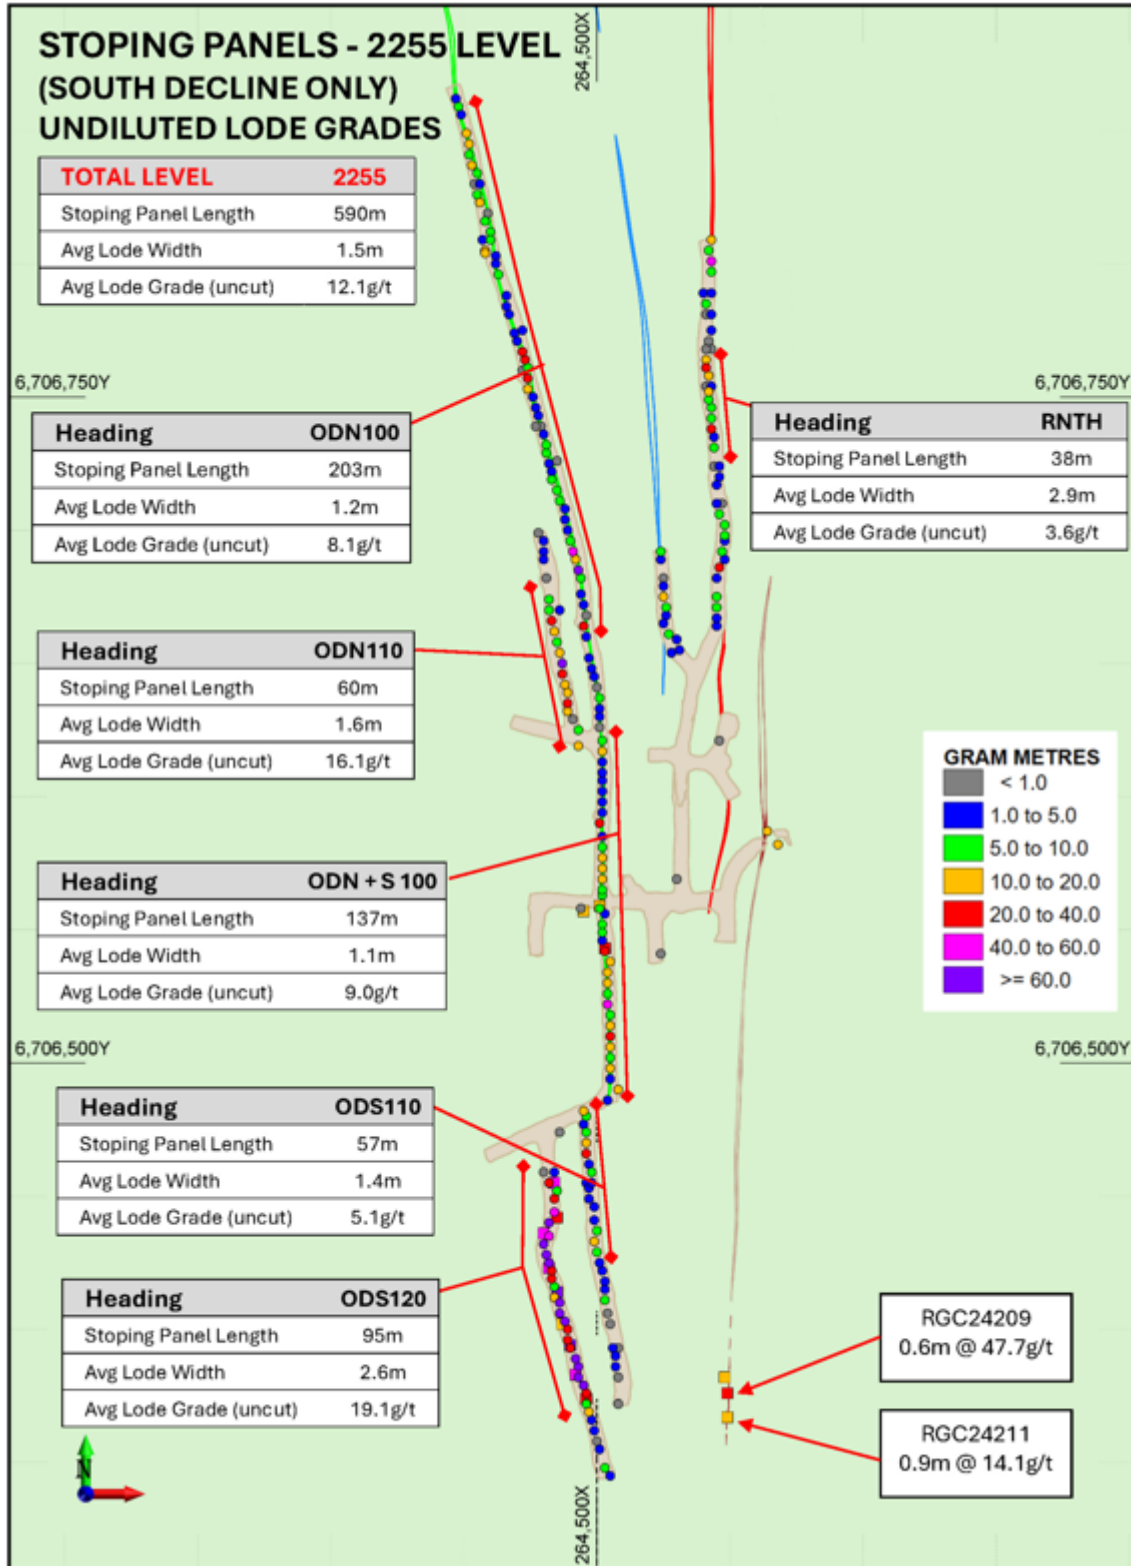 STOPING PANELS - 2255 LEVEL
(SOUTH DECLINE ONLY)
UNDILUTED LODE GRADES
264,500X
TOTAL LEVEL 2255
Stoping Panel Length 590m
Avg Lode Width 1.5m
Avg Lode Grade (uncut) 12.1g/t
6,706,750Y
6,706,750Y
Heading ODN100
Stoping Panel Length 203m
Avg Lode Width 1.2m
Avg Lode Grade (uncut) 8.1g/t
Heading RNTH
Stoping Panel Length 38m
Avg Lode Width 2.9m
Avg Lode Grade (uncut) 3.6g/t
Heading ODN110
Stoping Panel Length 60m
Avg Lode Width 1.6m
Avg Lode Grade (uncut) 16.1g/t
GRAM METRES
< 1.0
1.0 to 5.0
5.0 to 10.0
10.0 to 20.0
20.0 to 40.0
40.0 to 60.0
>= 60.0
Heading ODN + S 100
Stoping Panel Length 137m
Avg Lode Width 1.1m
Avg Lode Grade (uncut) 9.0g/t
6,706,500Y
6,706,500Y
Heading ODS110
Stoping Panel Length 57m
Avg Lode Width 1.4m
Avg Lode Grade (uncut) 5.1g/t
Heading ODS120
Stoping Panel Length 95m
Avg Lode Width 2.6m
Avg Lode Grade (uncut) 19.1g/t
RGC24209
0.6m @ 47.7g/t
RGC24211
0.9m @ 14.1g/t
N
264,500X